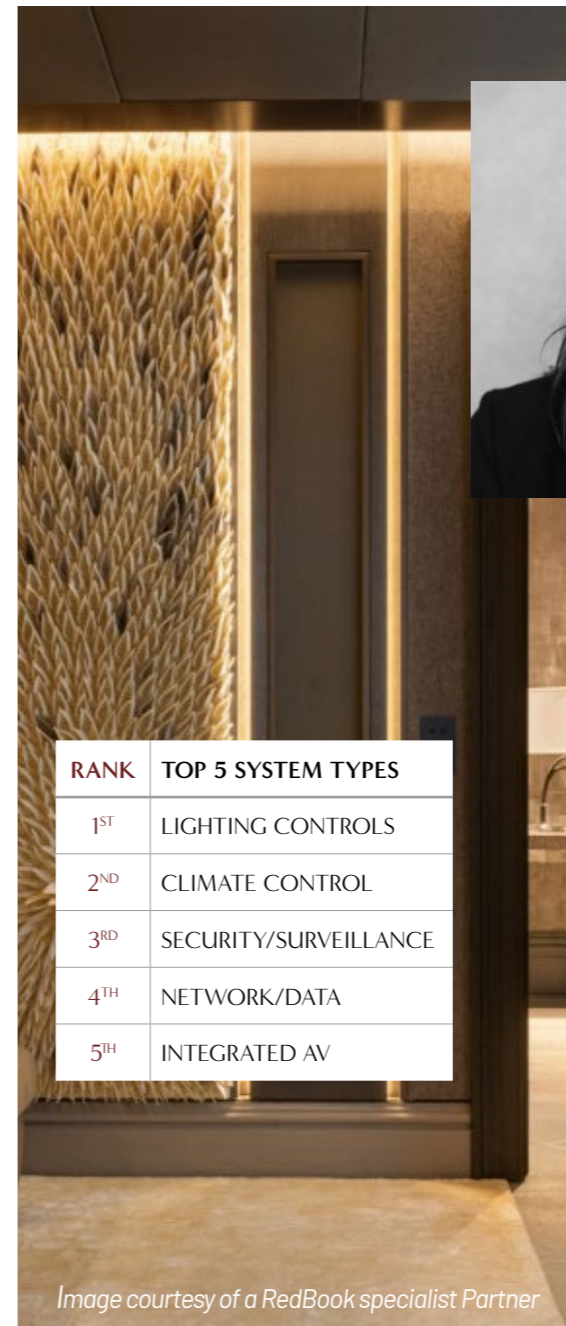 RANK TOP 5 SYSTEM TYPES
1ST LIGHTING CONTROLS
2ND CLIMATE CONTROL
3RD SECURITY/SURVEILLANCE
4TH NETWORK/DATA
5TH INTEGRATED AV
Image courtesy of a RedBook specialist Partner